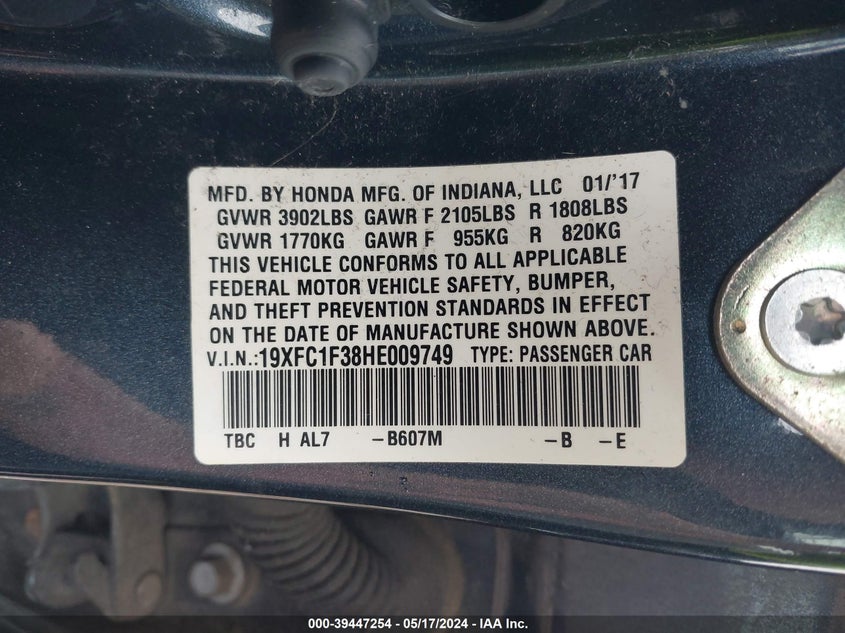 MFD. BY HONDA MFG. OF INDIANA, LLC 01/'17
GVWR 3902LBS GAWR F 2105LBS R 1808LBS
GVWR 1770KG GAWR F 955KG R 820KG
THIS VEHICLE CONFORMS TO ALL APPLICABLE
FEDERAL MOTOR VEHICLE SAFETY, BUMPER,
AND THEFT PREVENTION STANDARDS IN EFFECT
ON THE DATE OF MANUFACTURE SHOWN ABOVE.
V.I.N.:19XFC1F38HE009749 TYPE: PASSENGER CAR
TBC H AL7 -B607M -B -E
000-39447254 - 05/17/2024 - IAA Inc.